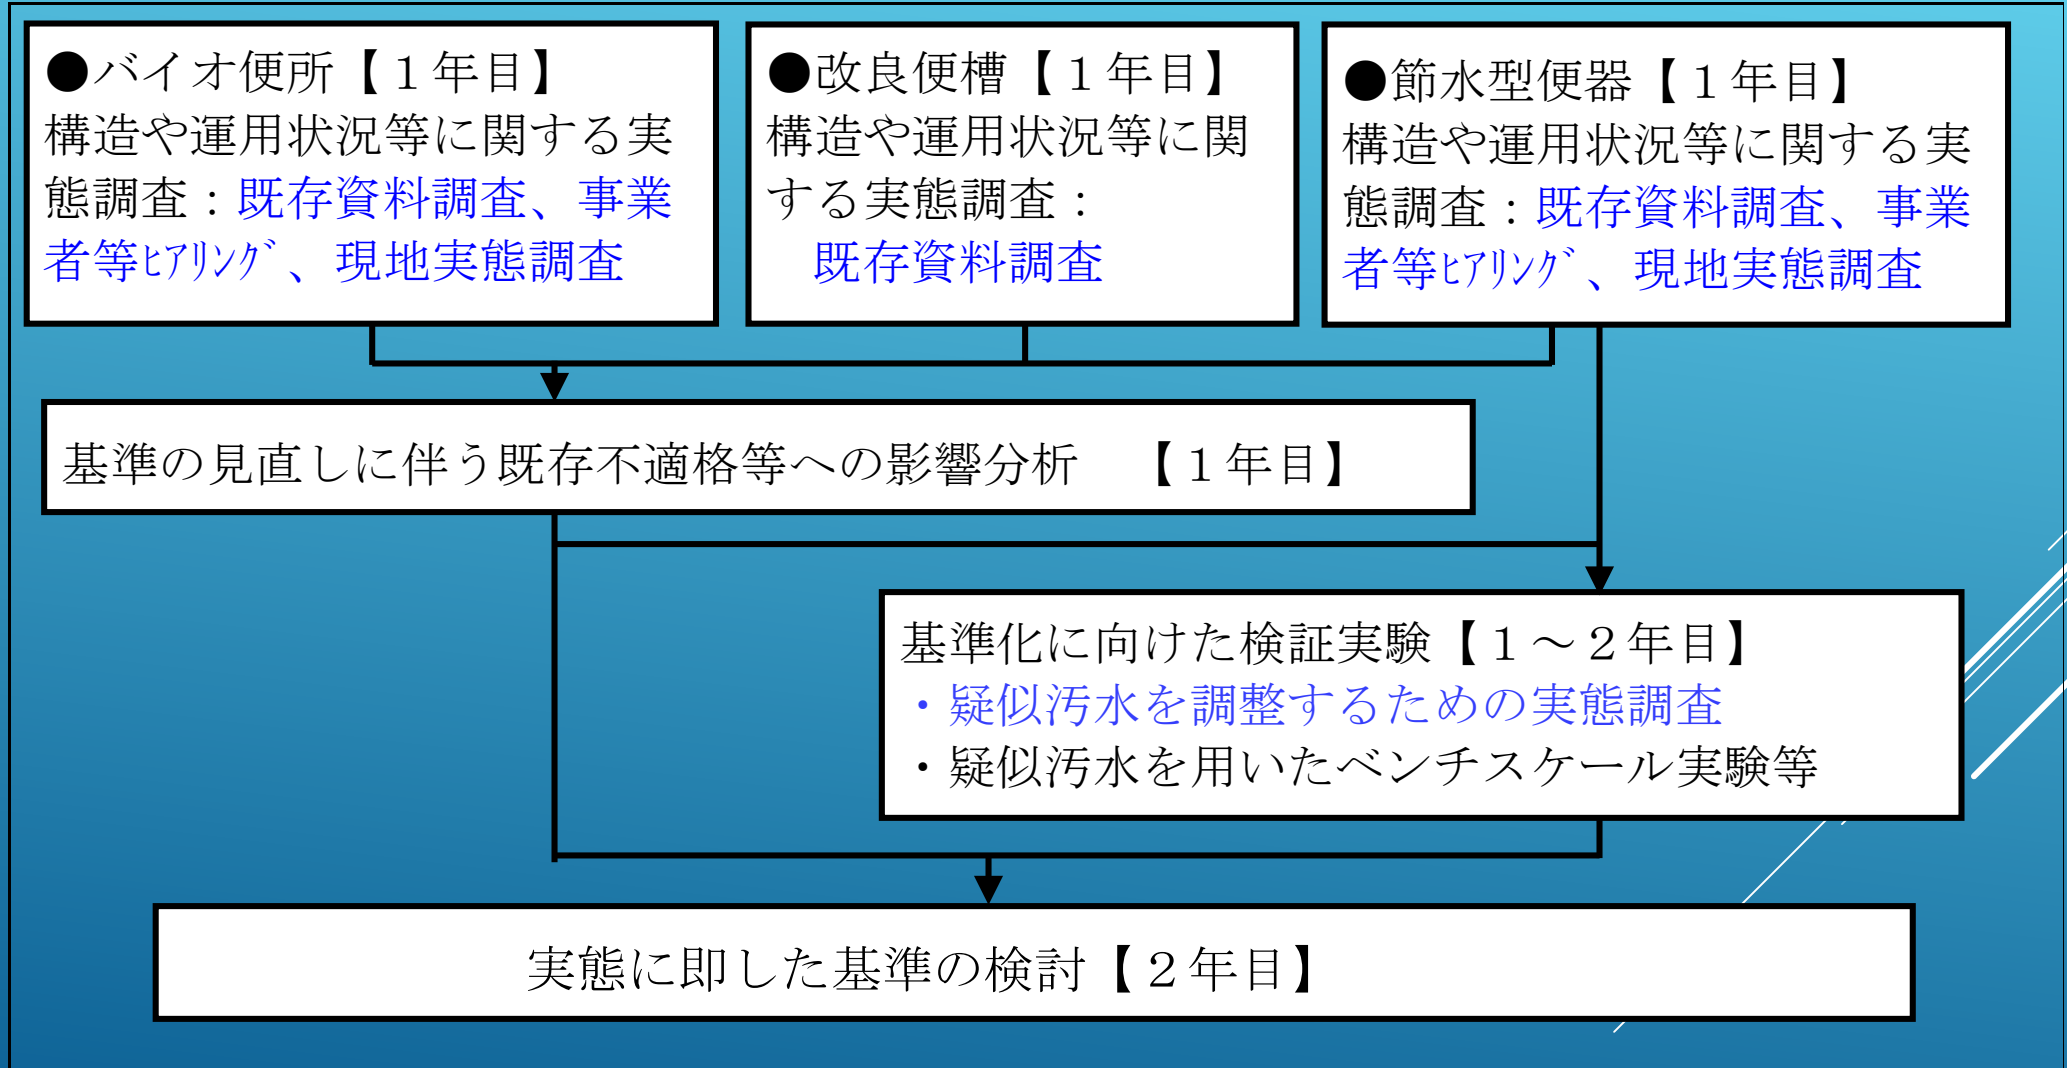 ●バイオ便所【１年目】
構造や運用状況等に関する実
態調査：既存資料調査、事業
者等ﾋｱﾘﾝｸﾞ、現地実態調査
●改良便槽【１年目】
構造や運用状況等に関
する実態調査：
既存資料調査
●節水型便器【１年目】
構造や運用状況等に関する実
態調査：既存資料調査、事業
者等ﾋｱﾘﾝｸﾞ、現地実態調査
基準の見直しに伴う既存不適格等への影響分析　【１年目】
基準化に向けた検証実験【１～２年目】
・疑似汚水を調整するための実態調査
・疑似汚水を用いたベンチスケール実験等
実態に即した基準の検討【２年目】